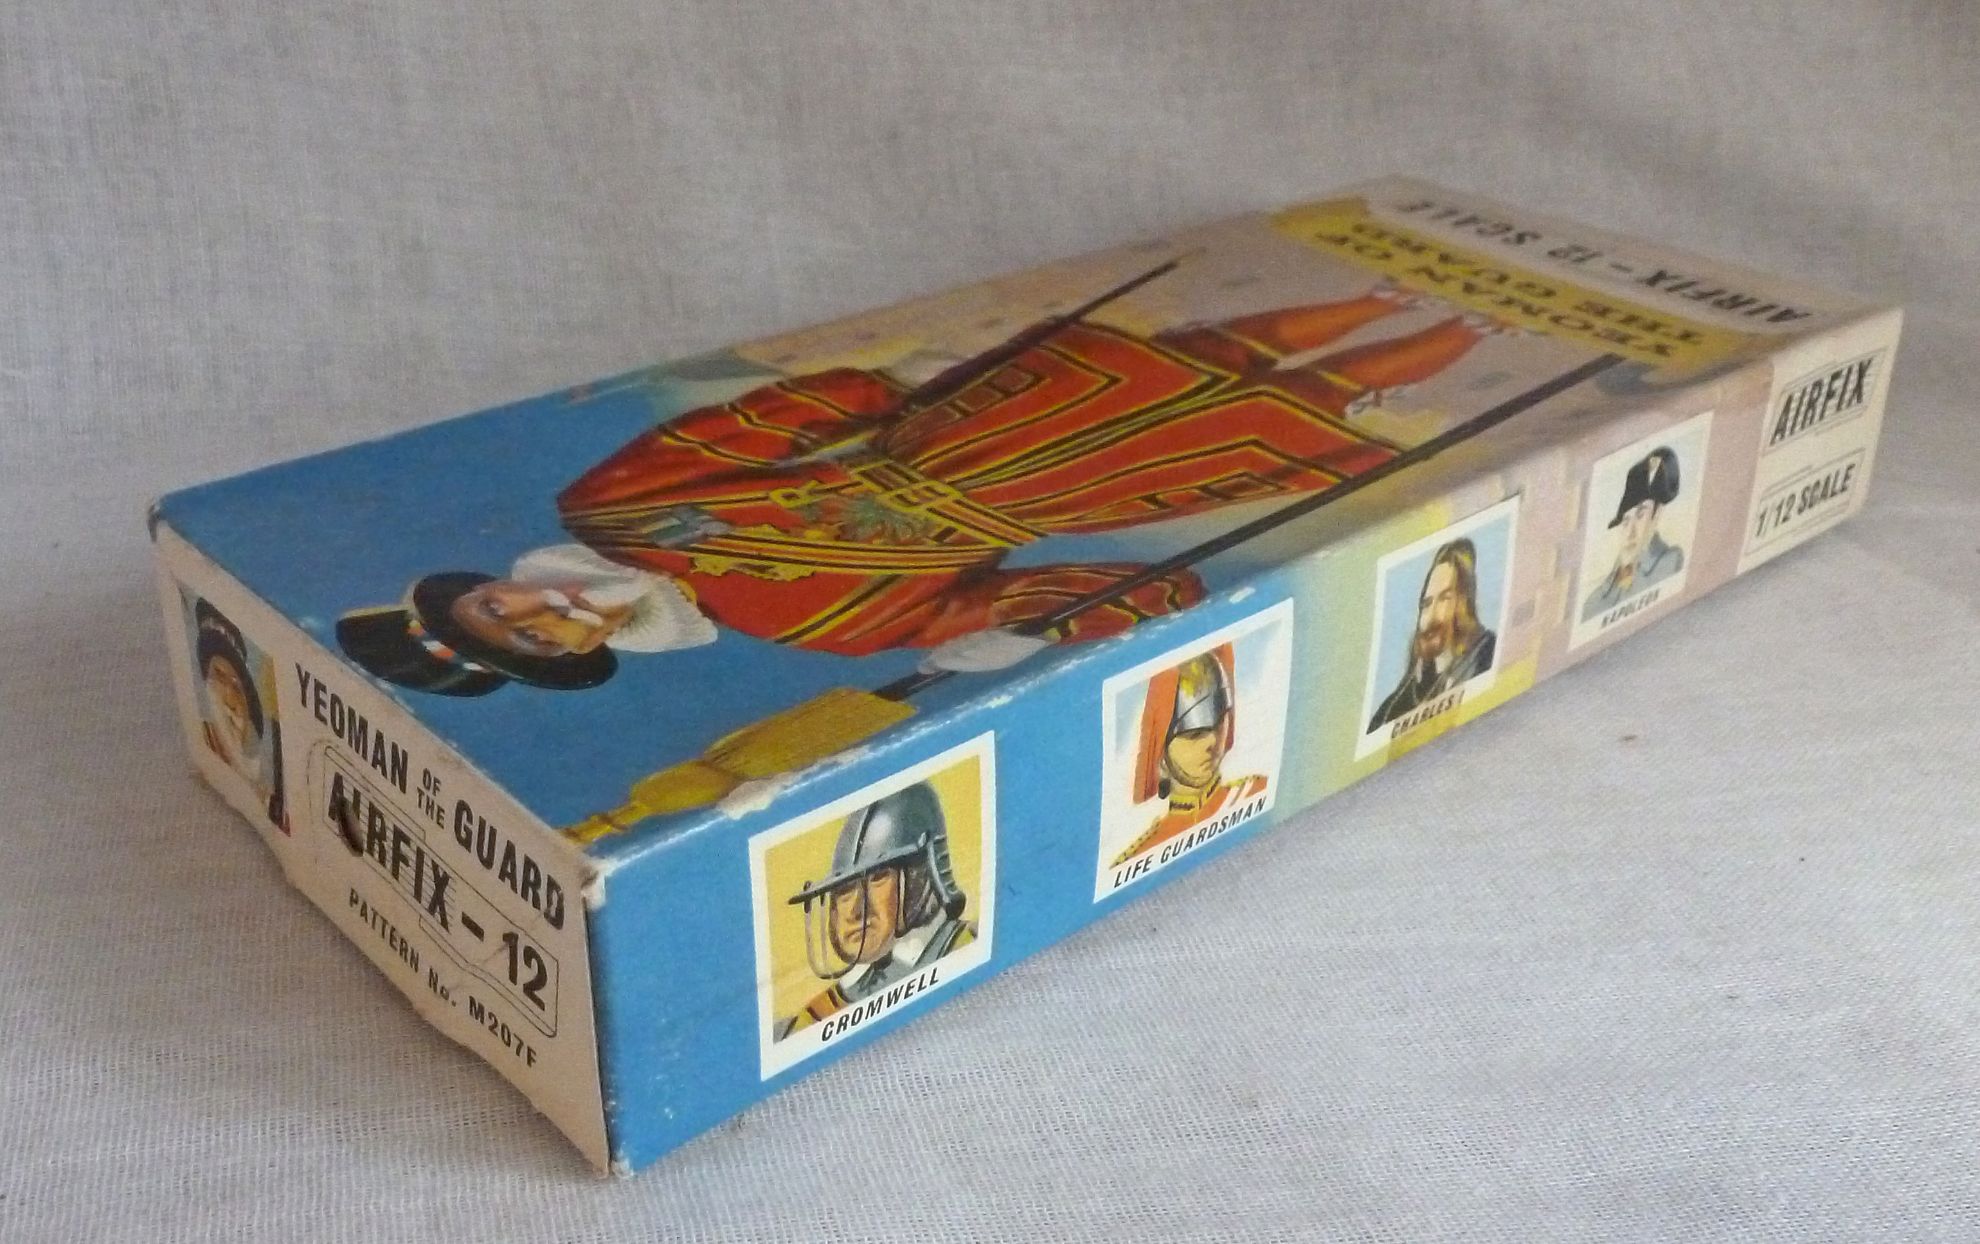 AIRFIX - 12 SCALE
YEOMAN OF
THE GUARD
YEOMAN OF THE GUARD
AIRFIX - 12
PATTERN No. M207F
CROMWELL
LIFE GUARDSMAN
CHARLES I
NAPOLEON
AIRFIX
1/12 SCALE